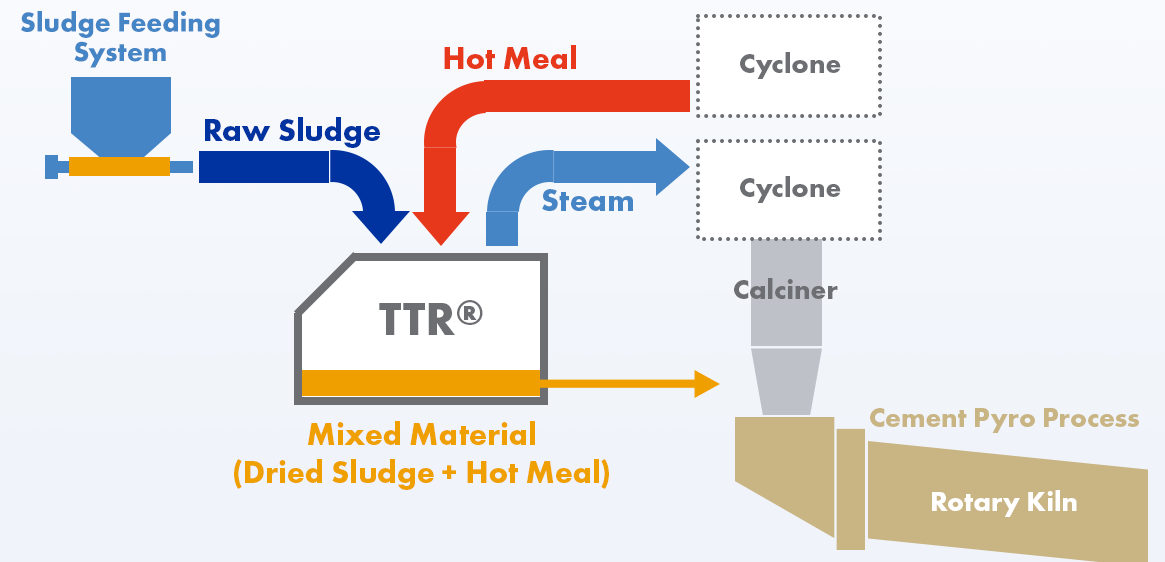 Sludge Feeding
System
Raw Sludge
Hot Meal
Cyclone
Cyclone
Steam
TTR®
Calciner
Mixed Material
(Dried Sludge + Hot Meal)
Cement Pyro Process
Rotary Kiln